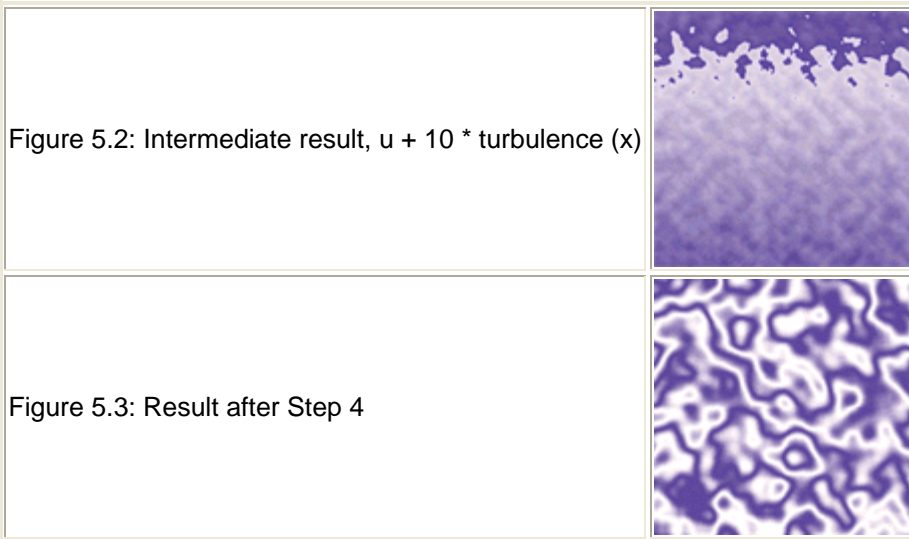 Figure 5.2: Intermediate result, u + 10 * turbulence (x)
Figure 5.3: Result after Step 4